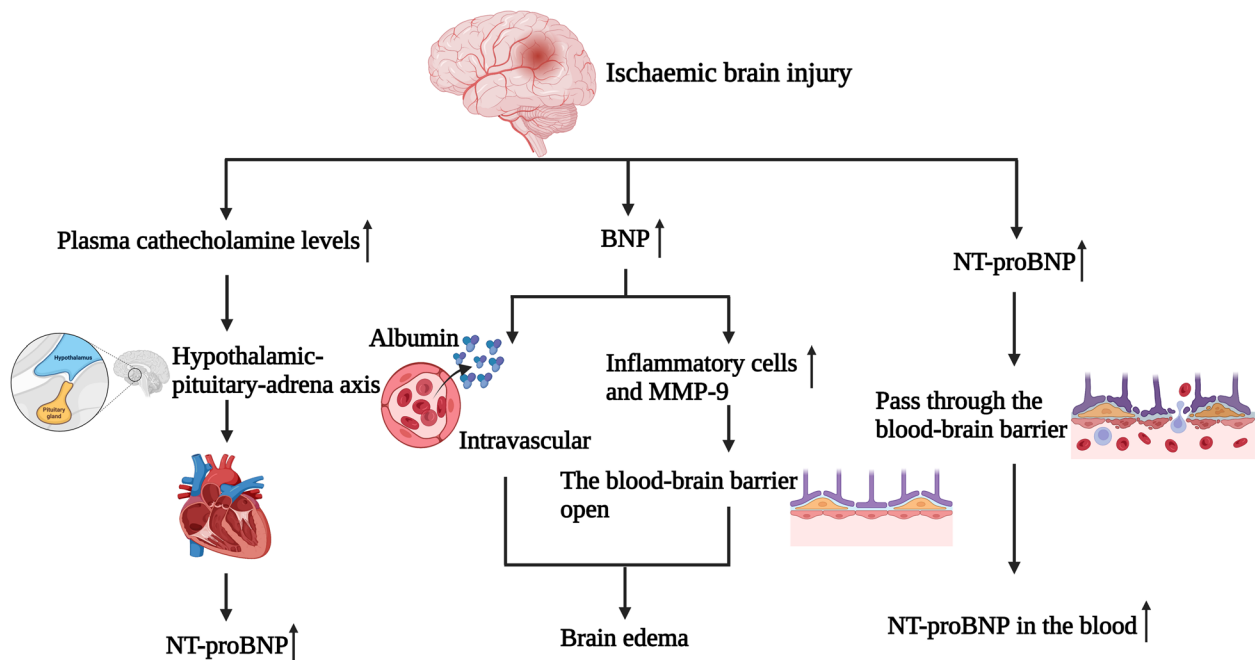 Ischaemic brain injury
Plasma cathecholamine levels
BNP
NT-proBNP
Hypothalamus
Pituitary
gland
Hypothalamic-
pituitary-adrena axis
Albumin
Intravascular
Inflammatory cells
and MMP-9
Pass through the
blood-brain barrier
The blood-brain barrier
open
NT-proBNP
Brain edema
NT-proBNP in the blood